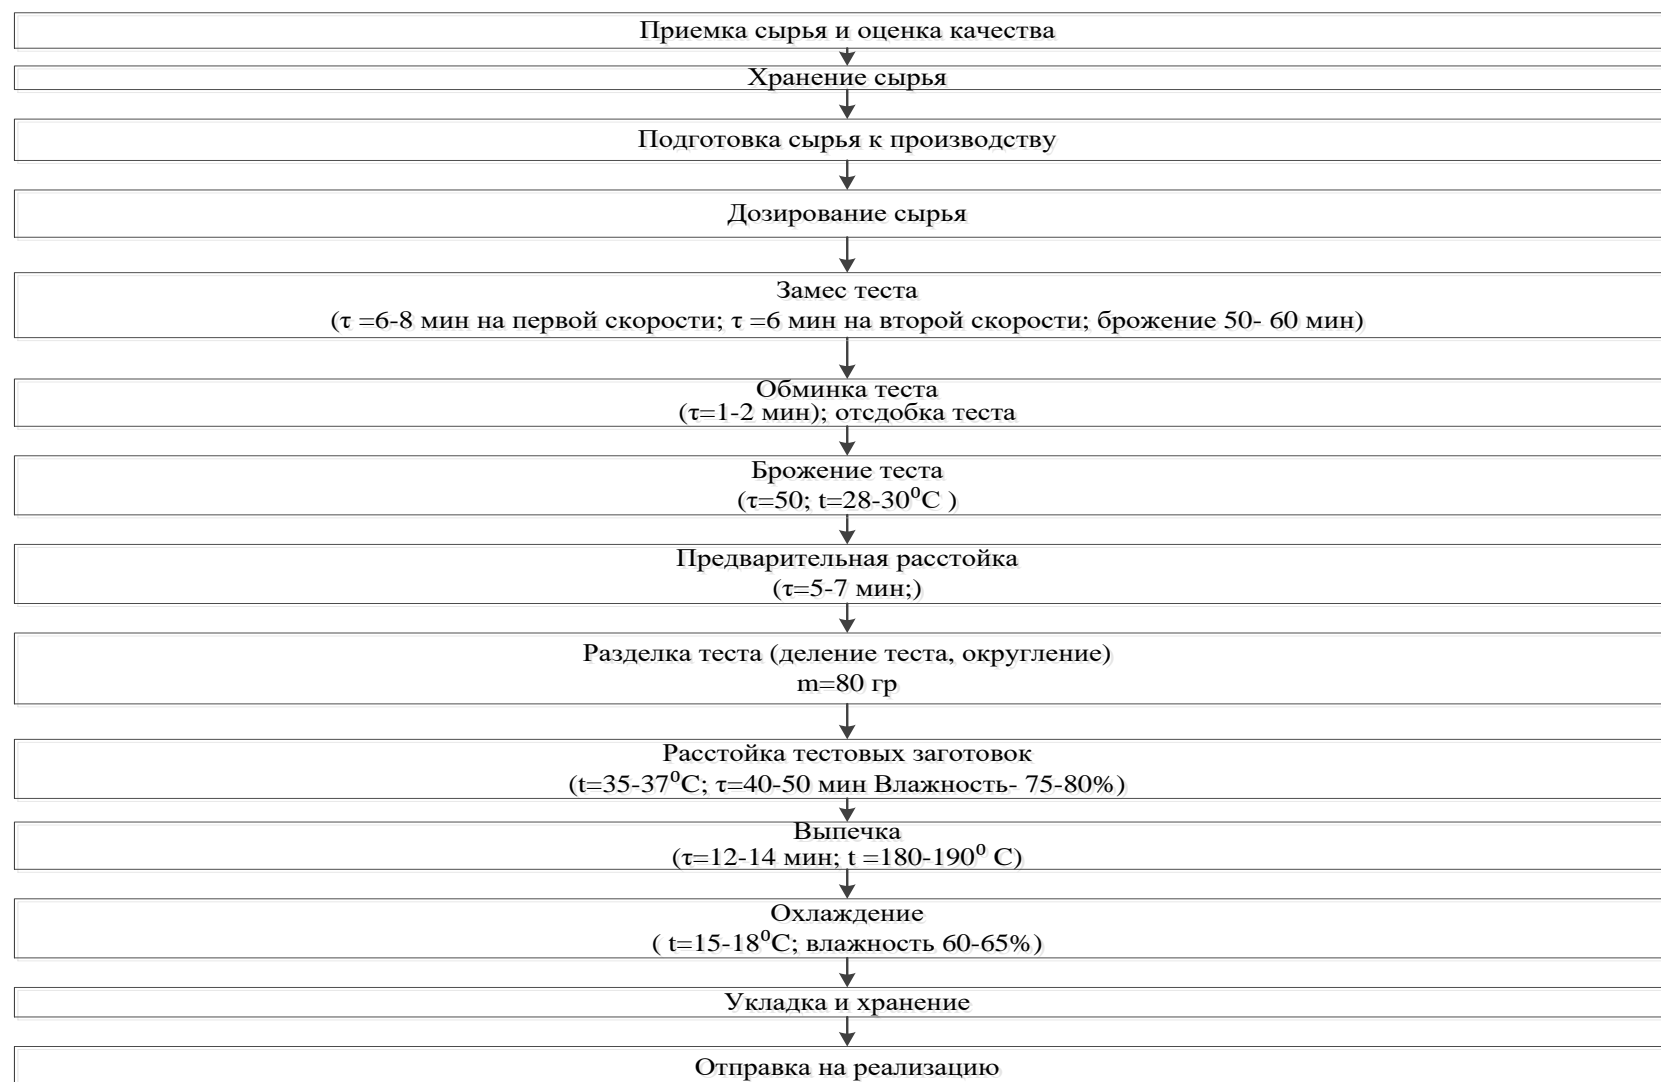 Приемка сырья и оценка качества
Хранение сырья
Подготовка сырья к производству
Дозирование сырья
Замес теста
(τ =6-8 мин на первой скорости; τ =6 мин на второй скорости; брожение 50- 60 мин)
Обминка теста
(τ=1-2 мин); отсдобка теста
Брожение теста
(τ=50; t=28-30⁰C )
Предварительная расстойка
(τ=5-7 мин;)
Разделка теста (деление теста, округление)
m=80 гр
Расстойка тестовых заготовок
(t=35-37⁰C; τ=40-50 мин Влажность- 75-80%)
Выпечка
(τ=12-14 мин; t =180-190⁰ C)
Охлаждение
( t=15-18⁰C; влажность 60-65%)
Укладка и хранение
Отправка на реализацию